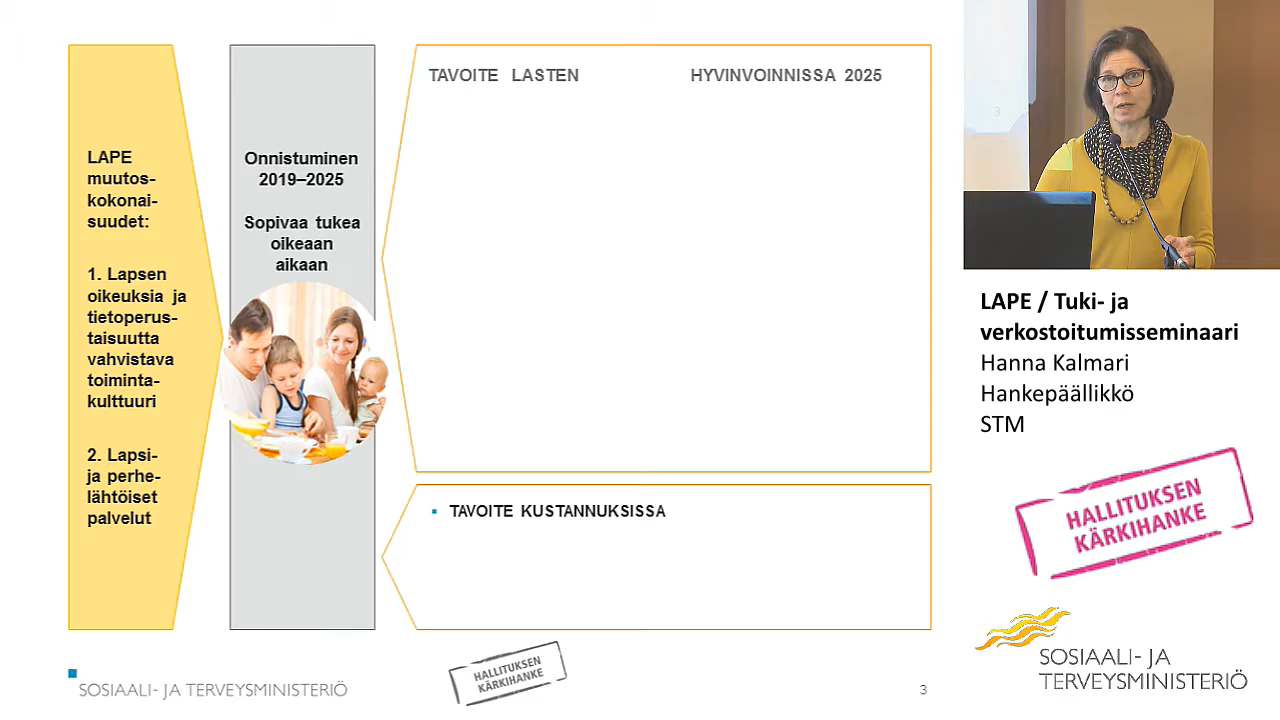 LAPE
muutos-
kokonai-
suudet:
1. Lapsen
oikeuksia ja
tietoperus-
taisuutta
vahvistava
toiminta-
kulttuuri
2. Lapsi-
ja perhe-
lähtöiset
palvelut
Onnistuminen
2019–2025
Sopivaa tukea
oikeaan
aikaan
TAVOITE LASTEN HYVINVOINNISSA 2025
▪ TAVOITE KUSTANNUKSISSA
SOSIAALI- JA TERVEYSMINISTERIÖ
HALLITUKSEN
KÄRKIHANKE
3
3
LAPE / Tuki- ja
verkostoitumisseminaari
Hanna Kalmari
Hankepäällikkö
STM
HALLITUKSEN
KÄRKIHANKE
SOSIAALI- JA
TERVEYSMINISTERIÖ